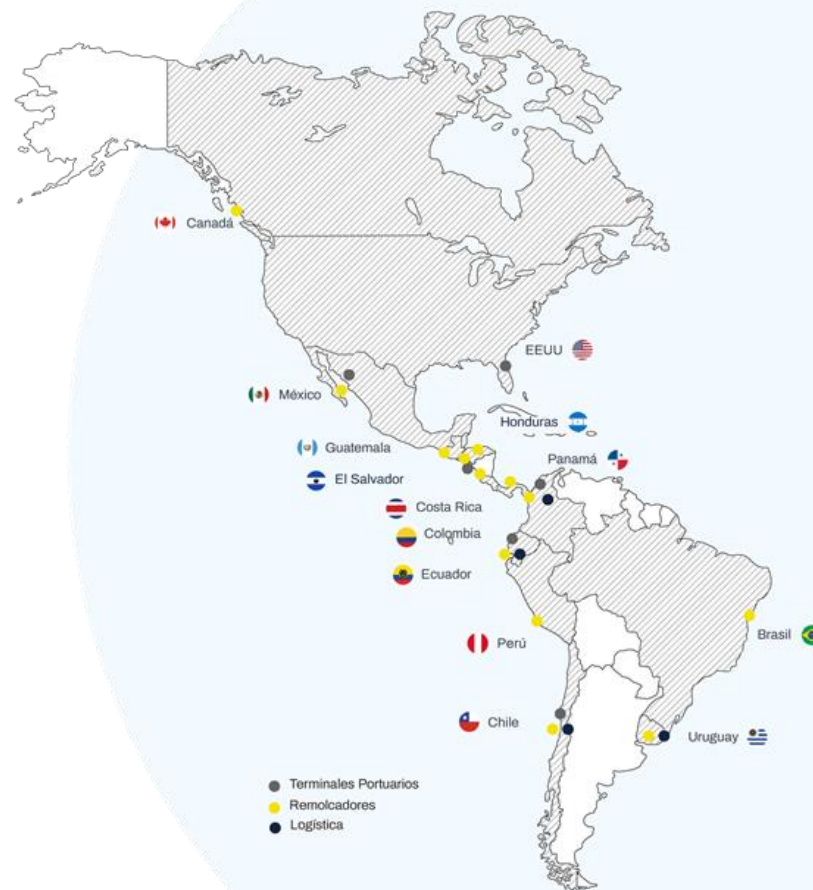 Canadá
EEUU
México
Honduras
Guatemala
Panamá
El Salvador
Costa Rica
Colombia
Ecuador
Brasil
Perú
Chile
Uruguay
Terminales Portuarios
Remolcadores
Logística